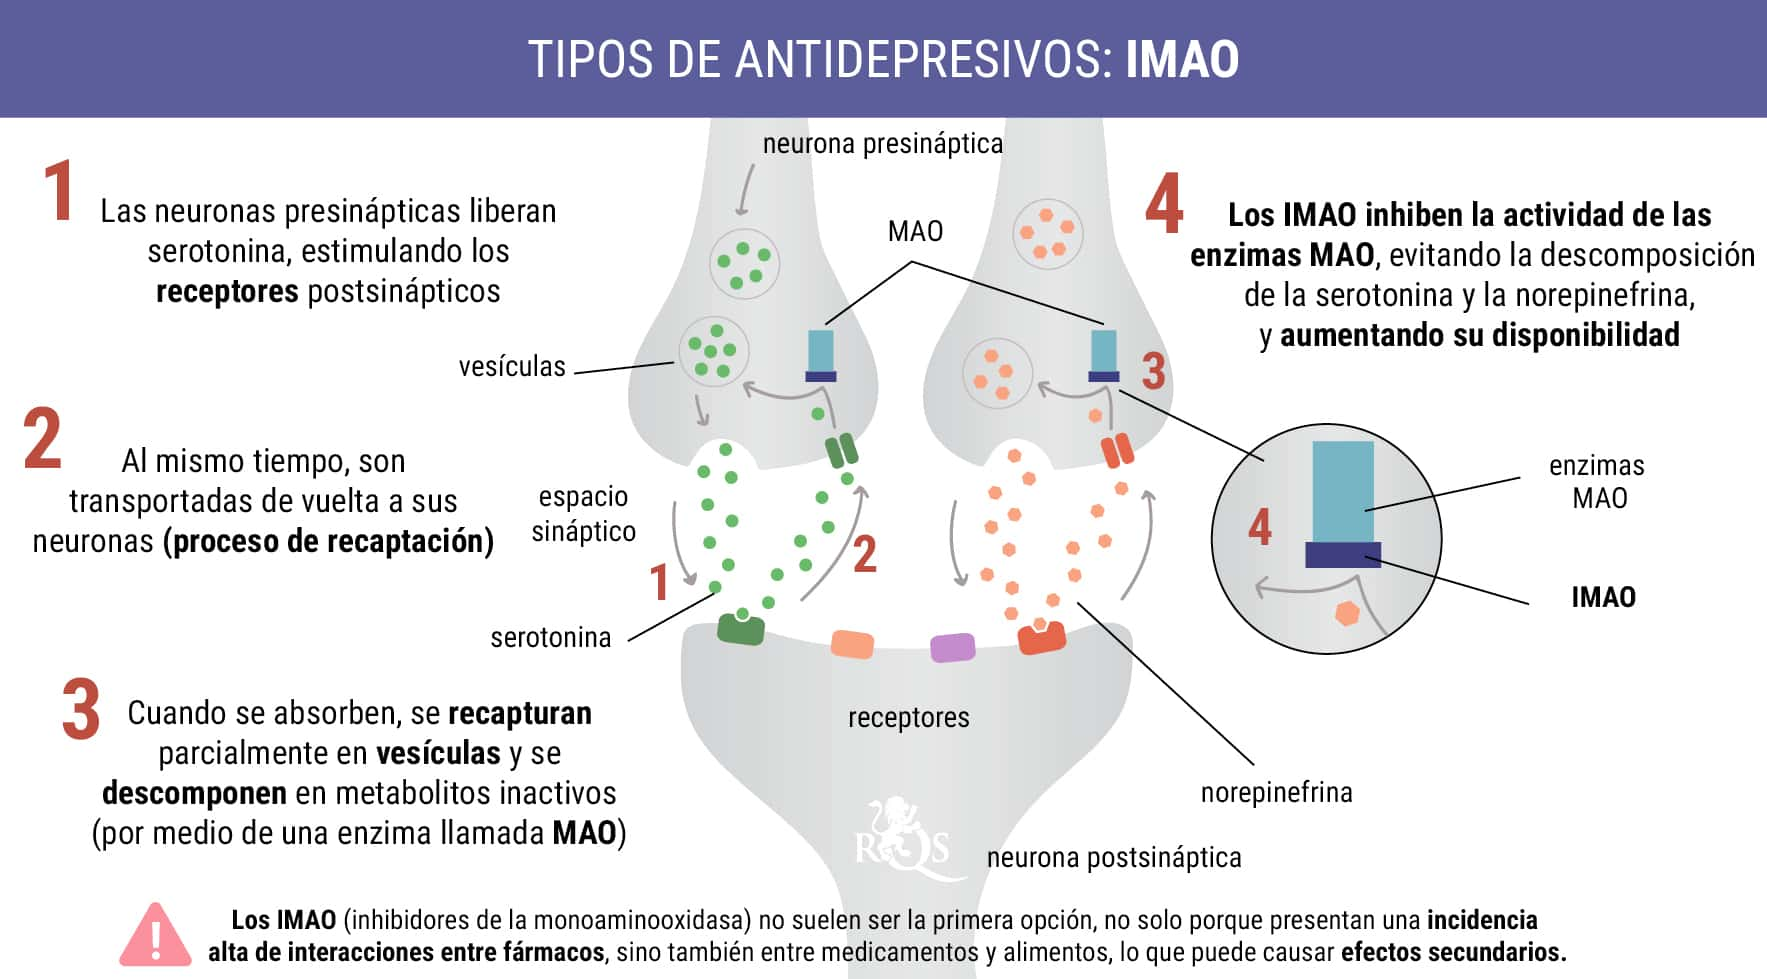 TIPOS DE ANTIDEPRESIVOS: IMAO
1
Las neuronas presinápticas liberan
serotonina, estimulando los
receptores postsinápticos
2
Al mismo tiempo, son
transportadas de vuelta a sus
neuronas (proceso de recaptación)
3
Cuando se absorben, se recapturan
parcialmente en vesículas y se
descomponen en metabolitos inactivos
(por medio de una enzima llamada MAO)
neurona presináptica
MAO
vesículas
3
espacio
sináptico
1
2
serotonina
receptores
norepinefrina
RQS
neurona postsináptica
4
Los IMAO inhiben la actividad de las
enzimas MAO, evitando la descomposición
de la serotonina y la norepinefrina,
y aumentando su disponibilidad
4
enzimas
MAO
IMAO
!
Los IMAO (inhibidores de la monoaminooxidasa) no suelen ser la primera opción, no solo porque presentan una incidencia
alta de interacciones entre fármacos, sino también entre medicamentos y alimentos, lo que puede causar efectos secundarios.